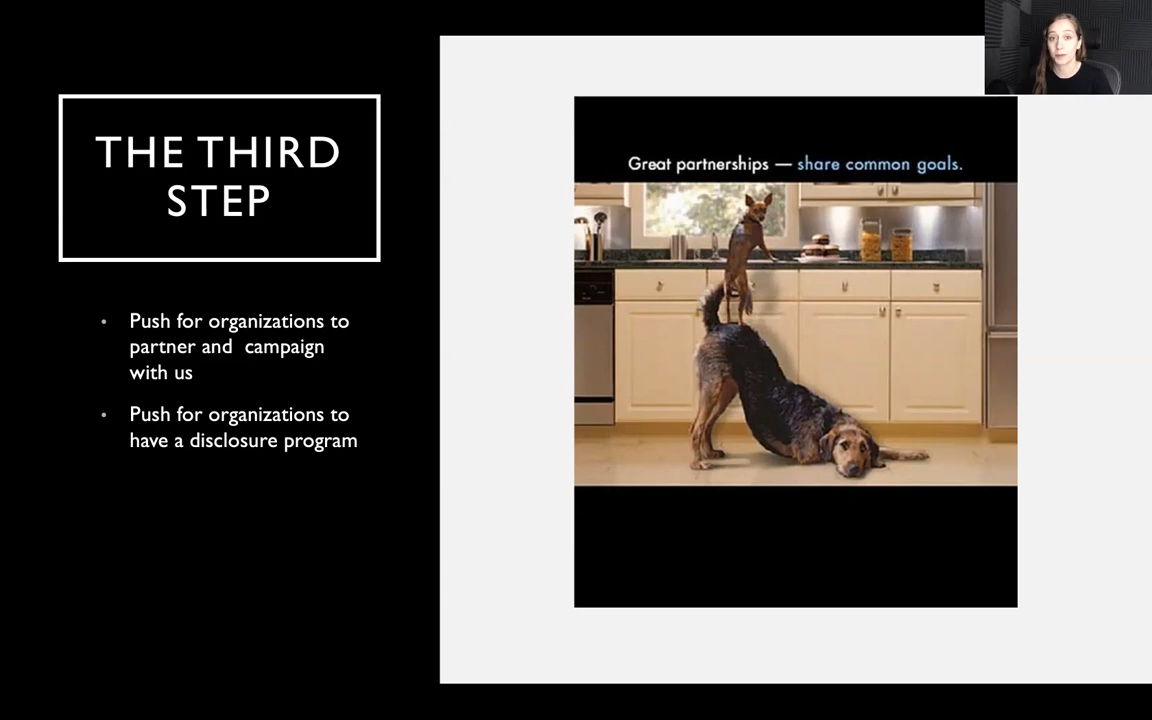 THE THIRD
STEP
Push for organizations to
partner and  campaign
with us
Push for organizations to
have a disclosure program
Great partnerships — share common goals.